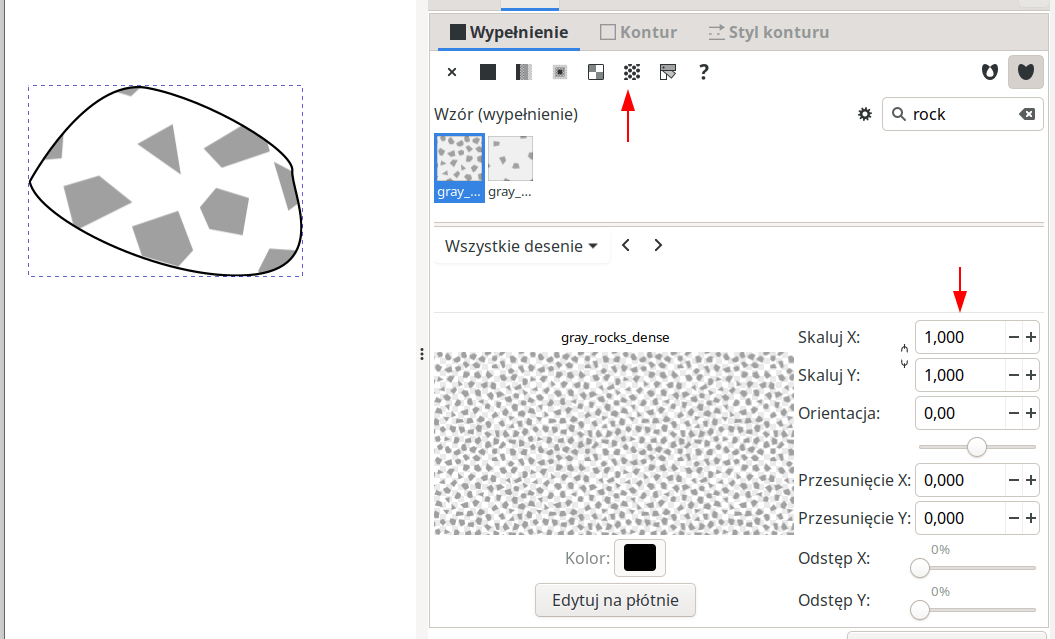 Wypełnienie Kontur Styl konturu
?
Wzór (wypełnienie) rock
gray_... gray_...
Wszystkie desenie
gray_rocks_dense
Skaluj X: 1,000
Skaluj Y: 1,000
Orientacja: 0,00
Przesunięcie X: 0,000
Przesunięcie Y: 0,000
Kolor:
Edytuj na płótnie
0%
Odstęp X:
0%
Odstęp Y: